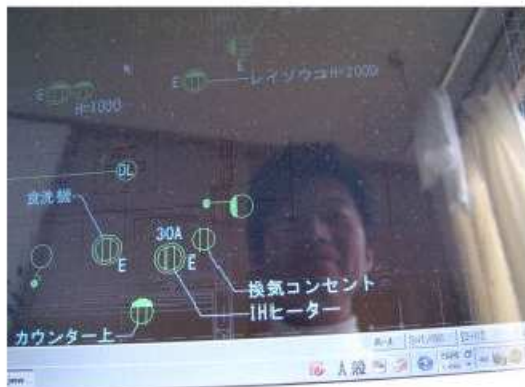 E
E レイゾウコH=2000
E H=1000
DL
食洗機
30A
E
E
換気コンセント
IHヒーター
カウンター上
A 般